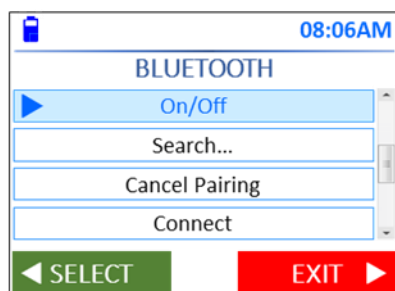 08:06AM
BLUETOOTH
On/Off
Search...
Cancel Pairing
Connect
SELECT EXIT